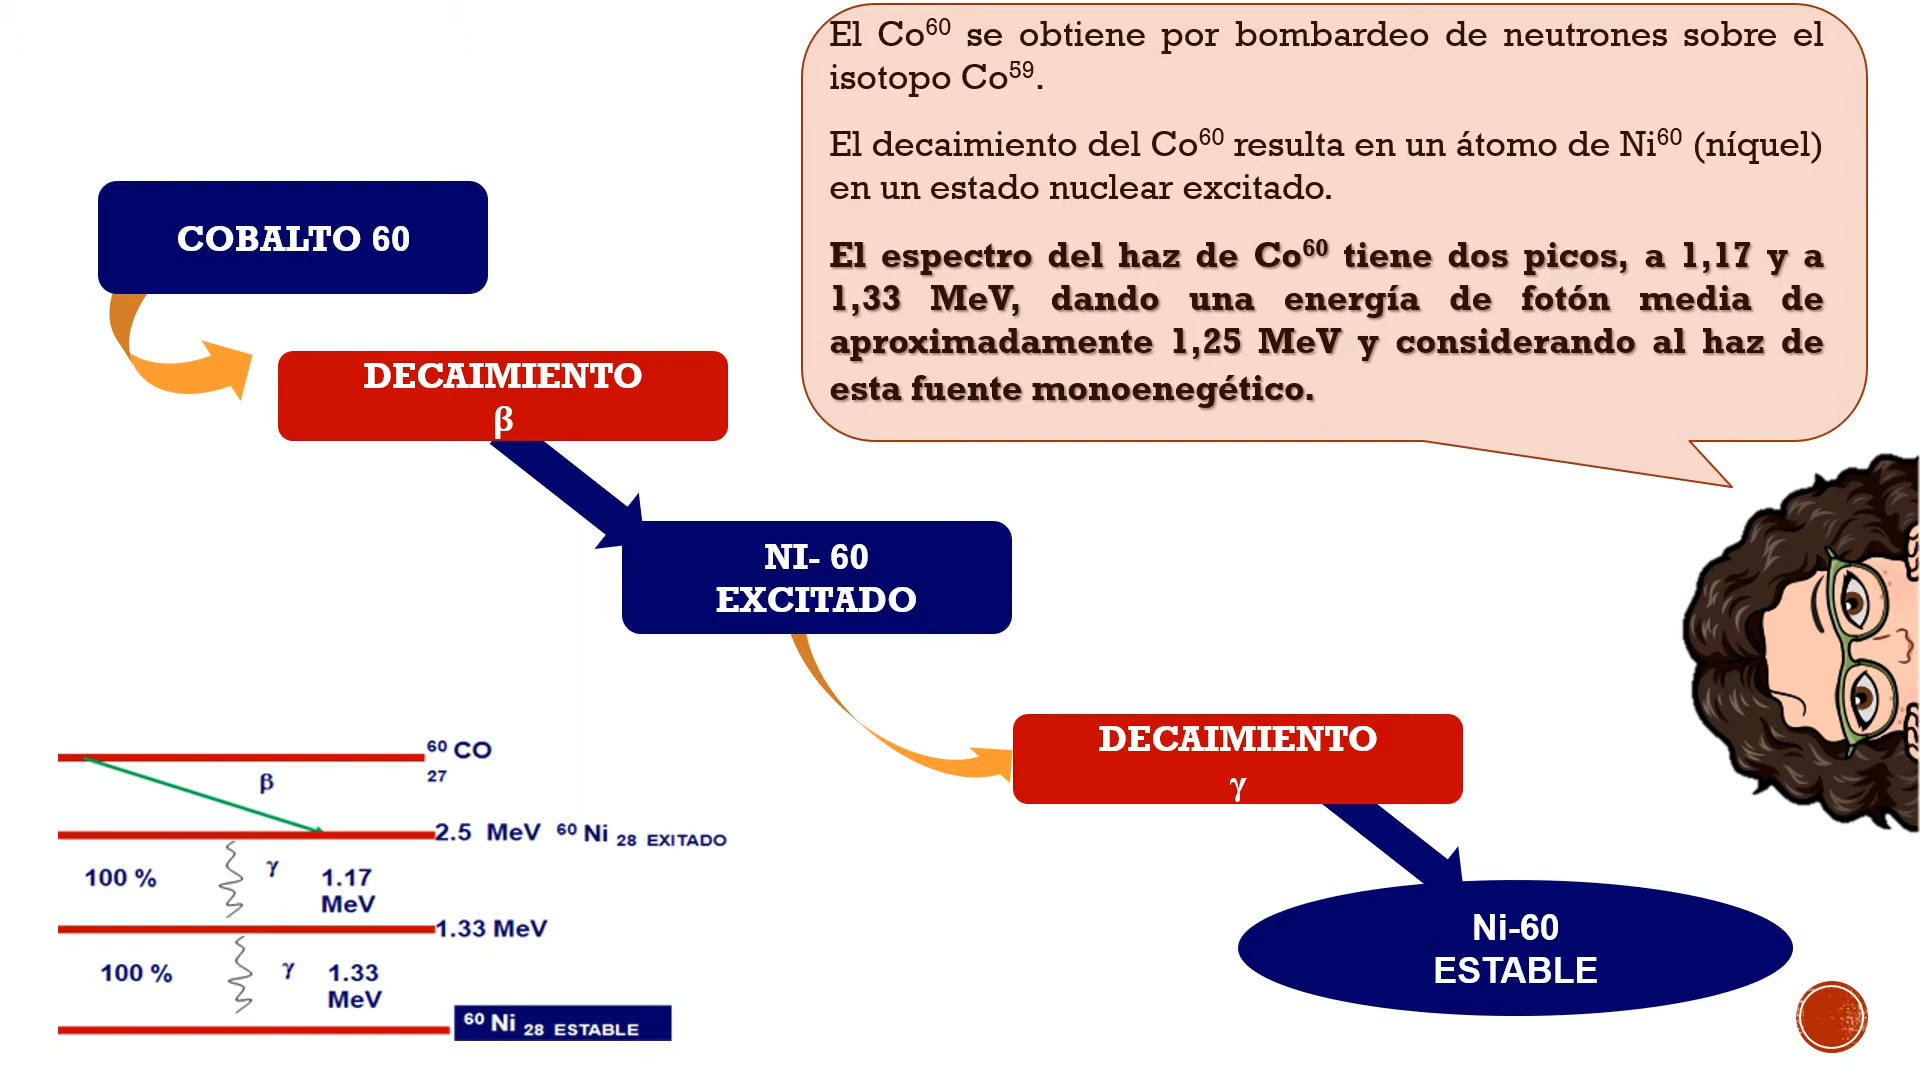 El Co⁶⁰ se obtiene por bombardeo de neutrones sobre el
isotopo Co⁵⁹.
El decaimiento del Co⁶⁰ resulta en un átomo de Ni⁶⁰ (níquel)
en un estado nuclear excitado.
El espectro del haz de Co⁶⁰ tiene dos picos, a 1,17 y a
1,33 MeV, dando una energía de fotón media de
aproximadamente 1,25 MeV y considerando al haz de
esta fuente monoenegético.
COBALTO 60
DECAIMIENTO
β
NI- 60
EXCITADO
DECAIMIENTO
γ
Ni-60
ESTABLE
⁶⁰ CO
27
β
2.5 MeV ⁶⁰ Ni ₂₈ EXITADO
100 % γ 1.17
MeV
1.33 MeV
100 % γ 1.33
MeV
⁶⁰ Ni ₂₈ ESTABLE